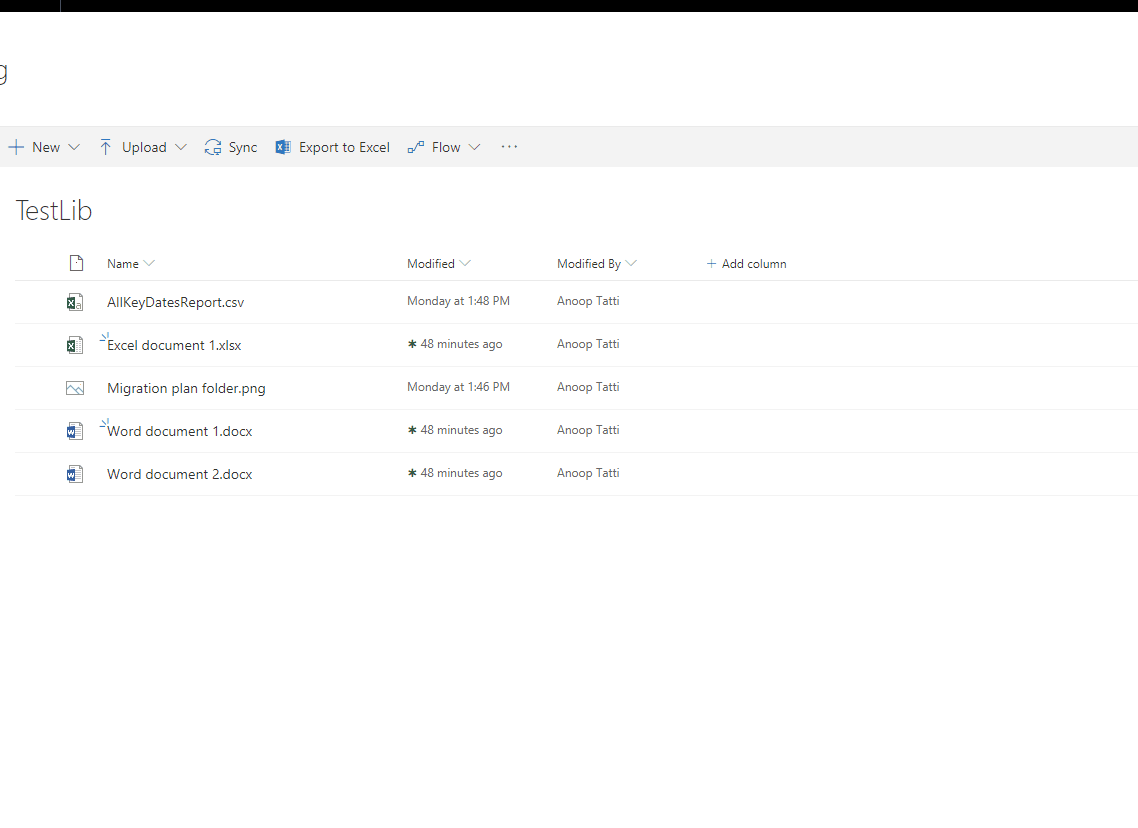 g
New Upload Sync Export to Excel Flow ···
TestLib
Name Modified Modified By + Add column
AllKeyDatesReport.csv Monday at 1:48 PM Anoop Tatti
Excel document 1.xlsx 48 minutes ago Anoop Tatti
Migration plan folder.png Monday at 1:46 PM Anoop Tatti
Word document 1.docx 48 minutes ago Anoop Tatti
Word document 2.docx 48 minutes ago Anoop Tatti